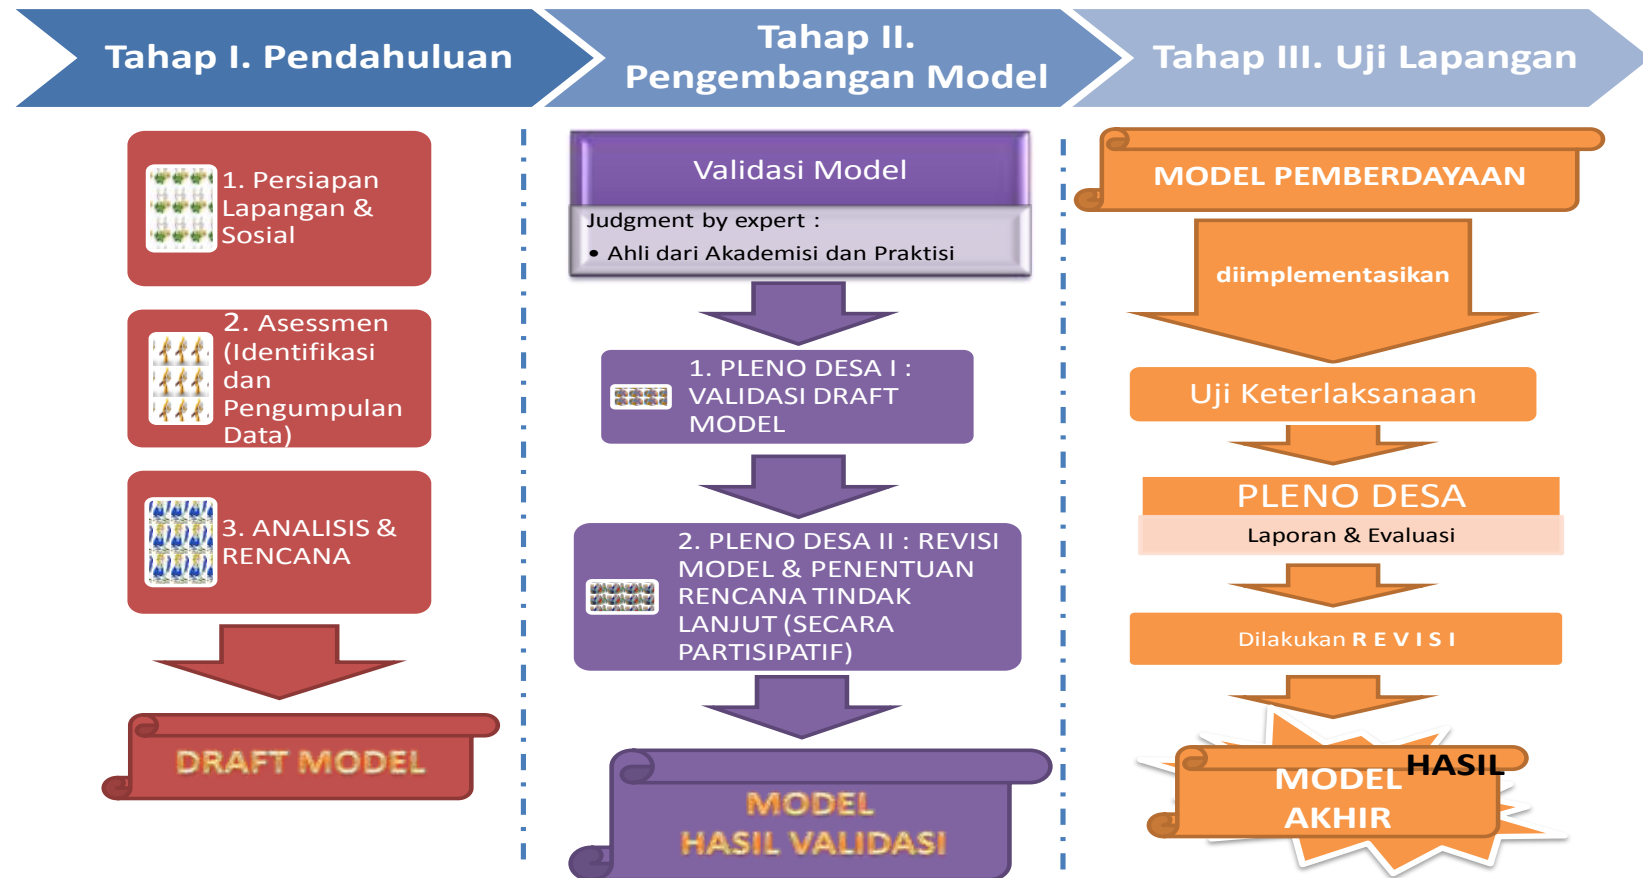 Tahap I. Pendahuluan
Tahap II.
Pengembangan Model
Tahap III. Uji Lapangan
1. Persiapan
Lapangan &
Sosial
2. Asessmen
(Identifikasi
dan
Pengumpulan
Data)
3. ANALISIS &
RENCANA
DRAFT MODEL
Validasi Model
Judgment by expert :
• Ahli dari Akademisi dan Praktisi
1. PLENO DESA I :
VALIDASI DRAFT
MODEL
2. PLENO DESA II : REVISI
MODEL & PENENTUAN
RENCANA TINDAK
LANJUT (SECARA
PARTISIPATIF)
MODEL
HASIL VALIDASI
MODEL PEMBERDAYAAN
diimplementasikan
Uji Keterlaksanaan
PLENO DESA
Laporan & Evaluasi
Dilakukan R E V I S I
HASIL
MODEL
AKHIR